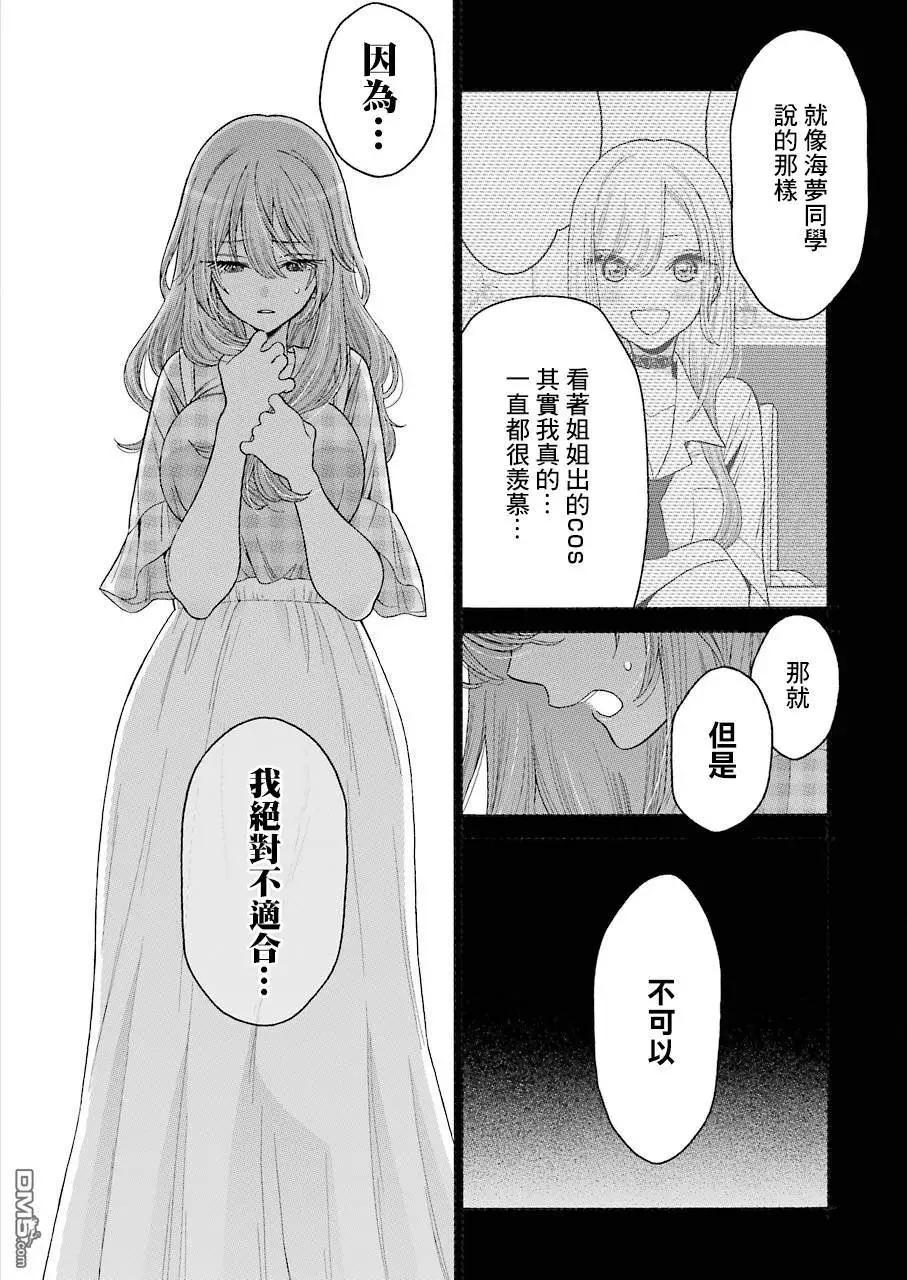 就像海夢同學
說的那樣
看著姐姐出的cos
其實我真的…
一直都很羨慕…
那就
但是
不可以
因為…
我絕對不適合…
DM5.com